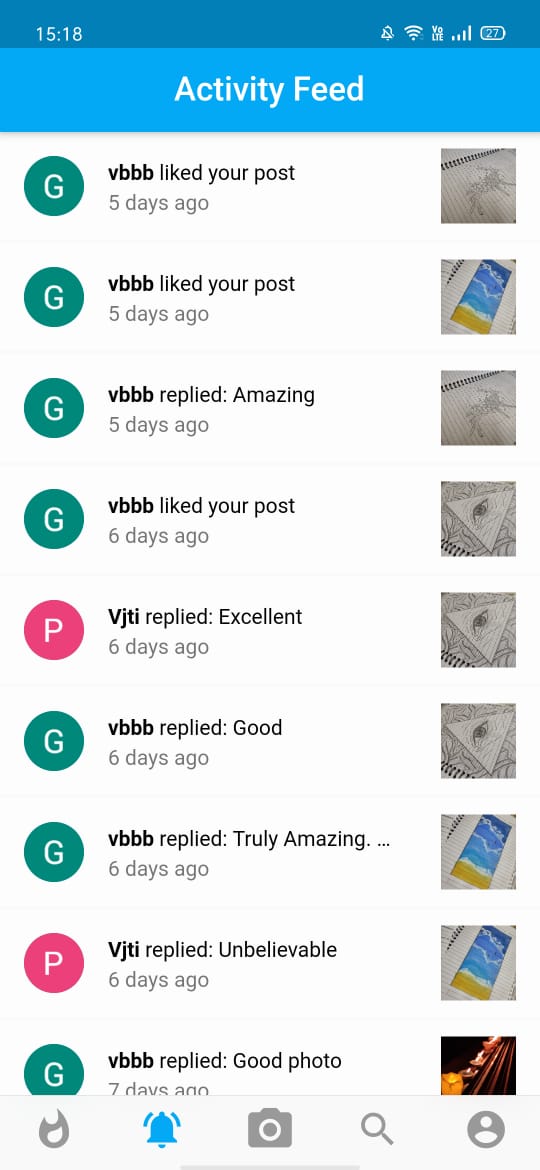 15:18
VO
LTE
27
Activity Feed
G
vbbb liked your post
5 days ago
G
vbbb liked your post
5 days ago
G
vbbb replied: Amazing
5 days ago
G
vbbb liked your post
6 days ago
P
Vjti replied: Excellent
6 days ago
G
vbbb replied: Good
6 days ago
G
vbbb replied: Truly Amazing. ...
6 days ago
P
Vjti replied: Unbelievable
6 days ago
G
vbbb replied: Good photo
7 days ago